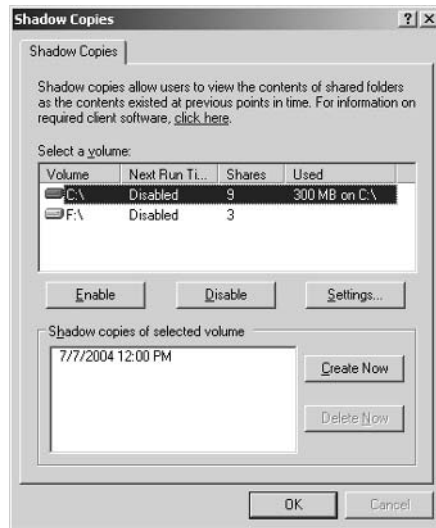 Shadow Copies
? X
Shadow Copies
Shadow copies allow users to view the contents of shared folders
as the contents existed at previous points in time. For information on
required client software, click here.
Select a volume:
Volume Next Run Ti... Shares Used
C:\ Disabled 9 300 MB on C:\
F:\ Disabled 3
Enable Disable Settings...
Shadow copies of selected volume
7/7/2004 12:00 PM
Create Now
Delete Now
OK Cancel